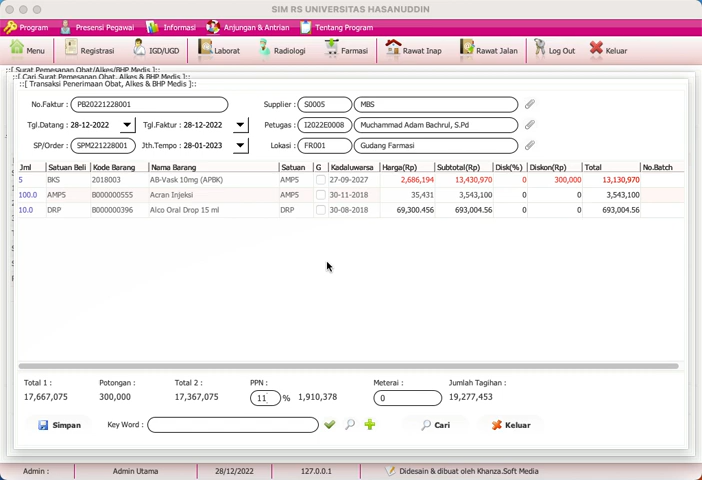 SIM RS UNIVERSITAS HASANUDDIN
Program Presensi Pegawai Informasi Anjungan & Antrian Tentang Program
Menu Registrasi IGD/UGD Laborat Radiologi Farmasi Rawat Inap Rawat Jalan Log Out Keluar
::[ Surat Pemesanan Obat/Alkes/BHP Medis ]::
::[ Cari Surat Pemesanan Obat, Alkes & BHP Medis ]::
::[ Transaksi Penerimaan Obat, Alkes & BHP Medis ]::
No.Faktur : PB20221228001 Supplier : S0005 MBS
Tgl.Datang : 28-12-2022 Tgl.Faktur : 28-12-2022 Petugas : I2022E0008 Muchammad Adam Bachrul, S.Pd
SP/Order : SPM221228001 Jth.Tempo : 28-01-2023 Lokasi : FR001 Gudang Farmasi
Jml Satuan Beli Kode Barang Nama Barang Satuan G Kadaluwarsa Harga(Rp) Subtotal(Rp) Disk(%) Diskon(Rp) Total No.Batch
5 BKS 2018003 AB-Vask 10mg (APBK) AMP5 27-09-2027 2,686,194 13,430,970 0 300,000 13,130,970
100.0 AMP5 B000000555 Acran Injeksi AMP5 30-11-2018 35,431 3,543,100 0 0 3,543,100
10.0 DRP B000000396 Alco Oral Drop 15 ml DRP 30-08-2018 69,300.456 693,004.56 0 0 693,004.56
Total 1 : Potongan : Total 2 : PPN : Meterai : Jumlah Tagihan :
17,667,075 300,000 17,367,075 11 % 1,910,378 0 19,277,453
Simpan Key Word : Cari Keluar
Admin : Admin Utama 28/12/2022 127.0.0.1 Didesain & dibuat oleh Khanza.Soft Media